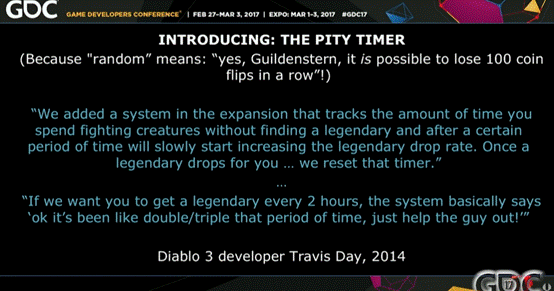 GDC GAME DEVELOPERS CONFERENCE® | FEB 27-MAR 3, 2017 | EXPO: MAR 1-3, 2017 #GDC17
INTRODUCING: THE PITY TIMER
(Because "random” means: “yes, Guildenstern, it is possible to lose 100 coin
flips in a row”!)
“We added a system in the expansion that tracks the amount of time you
spend fighting creatures without finding a legendary and after a certain
period of time will slowly start increasing the legendary drop rate. Once a
legendary drops for you … we reset that timer.”
…
“If we want you to get a legendary every 2 hours, the system basically says
‘ok it’s been like double/triple that period of time, just help the guy out!’”
Diablo 3 developer Travis Day, 2014
GDC